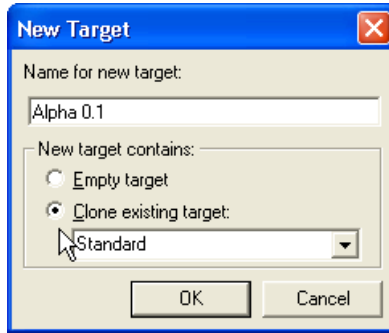 New Target
Name for new target:
Alpha 0.1
New target contains:
Empty target
Clone existing target:
Standard
OK
Cancel